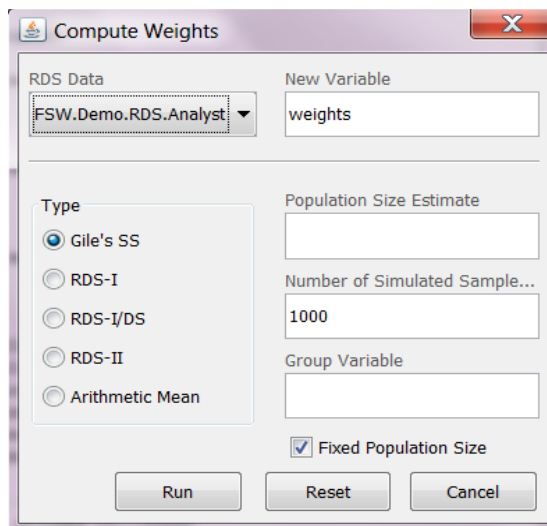 Compute Weights
RDS Data
FSW.Demo.RDS.Analyst
New Variable
weights
Type
Gile's SS
RDS-I
RDS-I/DS
RDS-II
Arithmetic Mean
Population Size Estimate
Number of Simulated Sample...
1000
Group Variable
Fixed Population Size
Run Reset Cancel